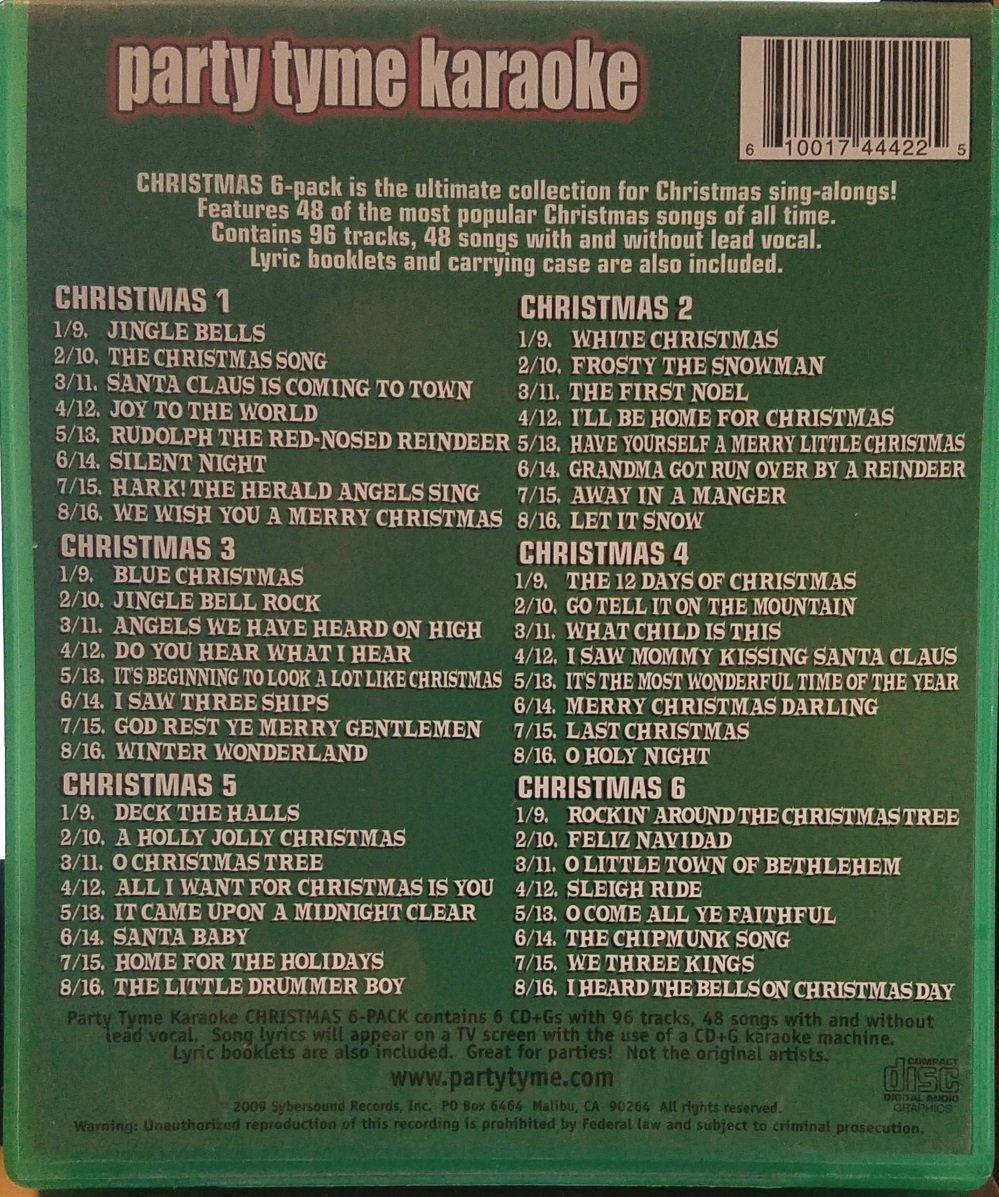 party tyme karaoke
6 10017 44422 5
CHRISTMAS 6-pack is the ultimate collection for Christmas sing-alongs!
Features 48 of the most popular Christmas songs of all time.
Contains 96 tracks, 48 songs with and without lead vocal.
Lyric booklets and carrying case are also included.
CHRISTMAS 1
1/9. JINGLE BELLS
2/10. THE CHRISTMAS SONG
3/11. SANTA CLAUS IS COMING TO TOWN
4/12. JOY TO THE WORLD
5/13. RUDOLPH THE RED-NOSED REINDEER
6/14. SILENT NIGHT
7/15. HARK! THE HERALD ANGELS SING
8/16. WE WISH YOU A MERRY CHRISTMAS
CHRISTMAS 2
1/9. WHITE CHRISTMAS
2/10. FROSTY THE SNOWMAN
3/11. THE FIRST NOEL
4/12. I'LL BE HOME FOR CHRISTMAS
5/13. HAVE YOURSELF A MERRY LITTLE CHRISTMAS
6/14. GRANDMA GOT RUN OVER BY A REINDEER
7/15. AWAY IN A MANGER
8/16. LET IT SNOW
CHRISTMAS 3
1/9. BLUE CHRISTMAS
2/10. JINGLE BELL ROCK
3/11. ANGELS WE HAVE HEARD ON HIGH
4/12. DO YOU HEAR WHAT I HEAR
5/13. IT'S BEGINNING TO LOOK A LOT LIKE CHRISTMAS
6/14. I SAW THREE SHIPS
7/15. GOD REST YE MERRY GENTLEMEN
8/16. WINTER WONDERLAND
CHRISTMAS 4
1/9. THE 12 DAYS OF CHRISTMAS
2/10. GO TELL IT ON THE MOUNTAIN
3/11. WHAT CHILD IS THIS
4/12. I SAW MOMMY KISSING SANTA CLAUS
5/13. IT'S THE MOST WONDERFUL TIME OF THE YEAR
6/14. MERRY CHRISTMAS DARLING
7/15. LAST CHRISTMAS
8/16. O HOLY NIGHT
CHRISTMAS 5
1/9. DECK THE HALLS
2/10. A HOLLY JOLLY CHRISTMAS
3/11. O CHRISTMAS TREE
4/12. ALL I WANT FOR CHRISTMAS IS YOU
5/13. IT CAME UPON A MIDNIGHT CLEAR
6/14. SANTA BABY
7/15. HOME FOR THE HOLIDAYS
8/16. THE LITTLE DRUMMER BOY
CHRISTMAS 6
1/9. ROCKIN' AROUND THE CHRISTMAS TREE
2/10. FELIZ NAVIDAD
3/11. O LITTLE TOWN OF BETHLEHEM
4/12. SLEIGH RIDE
5/13. O COME ALL YE FAITHFUL
6/14. THE CHIPMUNK SONG
7/15. WE THREE KINGS
8/16. I HEARD THE BELLS ON CHRISTMAS DAY
Party Tyme Karaoke CHRISTMAS 6-PACK contains 6 CD+Gs with 96 tracks, 48 songs with and without
lead vocal. Song lyrics will appear on a TV screen with the use of a CD+G karaoke machine.
Lyric booklets are also included. Great for parties! Not the original artists.
www.partytyme.com
COMPACT
disc
DIGITAL AUDIO
GRAPHICS
© 2009 Sybersound Records, Inc. PO Box 6464 Malibu, CA 90264 All rights reserved.
Warning: Unauthorized reproduction of this recording is prohibited by Federal law and subject to criminal prosecution.